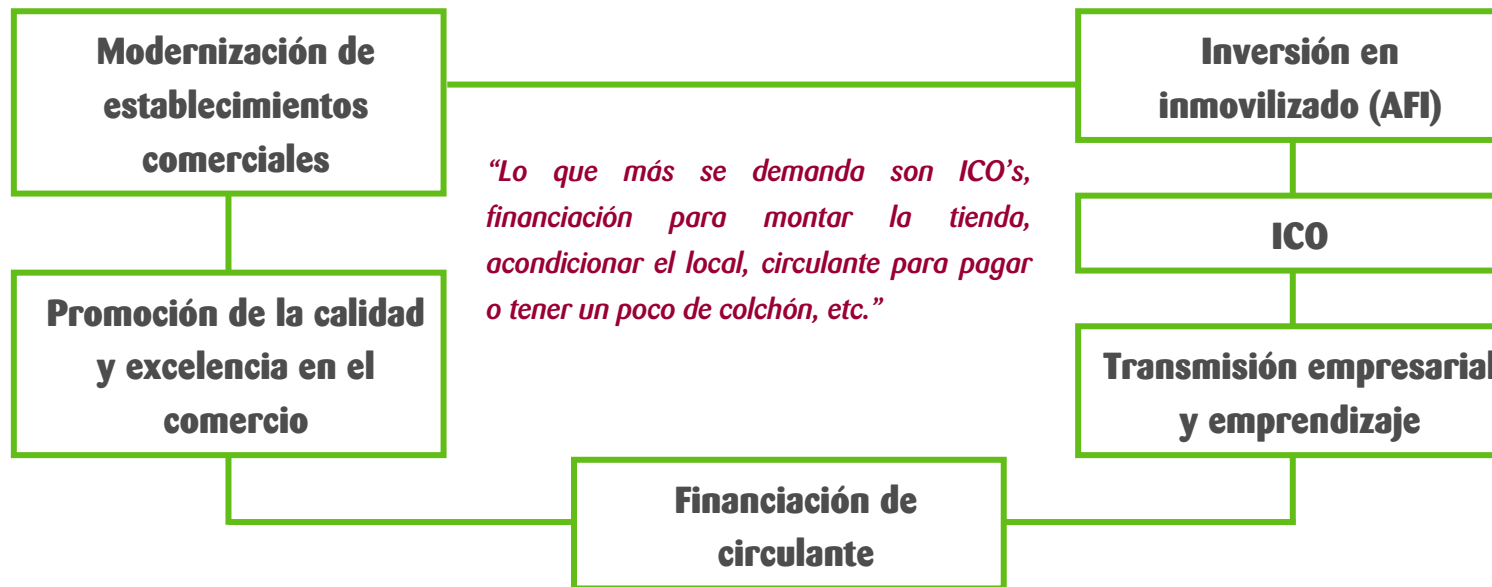 Modernización de
establecimientos
comerciales
Inversión en
inmovilizado (AFI)
“Lo que más se demanda son ICO’s,
financiación para montar la tienda,
acondicionar el local, circulante para pagar
o tener un poco de colchón, etc.”
ICO
Promoción de la calidad
y excelencia en el
comercio
Transmisión empresarial
y emprendizaje
Financiación de
circulante